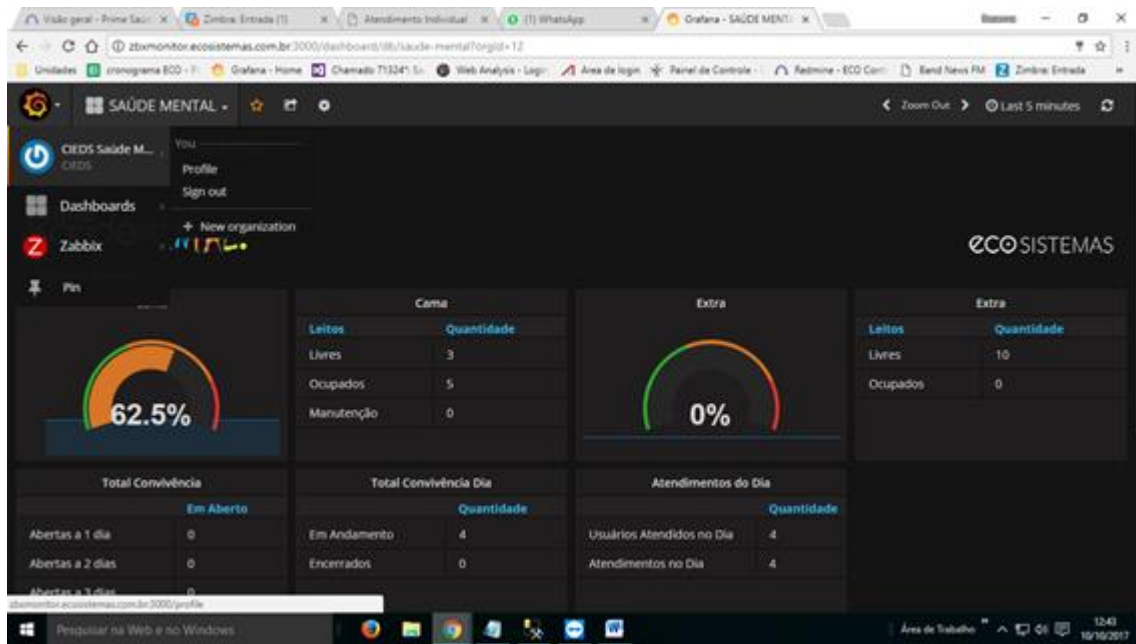 Visão geral - Prime Saú
Zimbra: Entrada (1)
Atendimento Individual
(1) WhatsApp
Grafana - SAÚDE MENT
zbxmonitor.ecosistemas.com.br:3000/dashboard/db/saude-mental?orgId=12
Unidades
cronograma ECO - Fi
Grafana - Home
Chamado 71324
Web Analysis - Login
Área de login
Painel de Controle
Redmine - ECO
Band News FM
Zimbra: Entrada
SAÚDE MENTAL
Zoom Out
Last 5 minutes
CIEDS Saúde M...
CIEDS
You
Profile
Sign out
Dashboards
+ New organization
Zabbix
ECOSISTEMAS
Pin
Cama
Extra
Extra
Leitos Quantidade
Leitos Quantidade
Livres 3
Livres 10
Ocupados 5
Ocupados 0
Manutenção 0
62.5%
0%
Total Convivência
Total Convivência Dia
Atendimentos do Dia
Em Aberto
Quantidade
Quantidade
Abertas a 1 dia 0
Em Andamento 4
Usuários Atendidos no Dia 4
Abertas a 2 dias 0
Encerrados 0
Atendimentos no Dia 4
Abertas a 3 dias 0
zbxmonitor.ecosistemas.com.br:3000/profile
Pesquisar na Web e no Windows
Área de Trabalho
12:43
10/10/2017